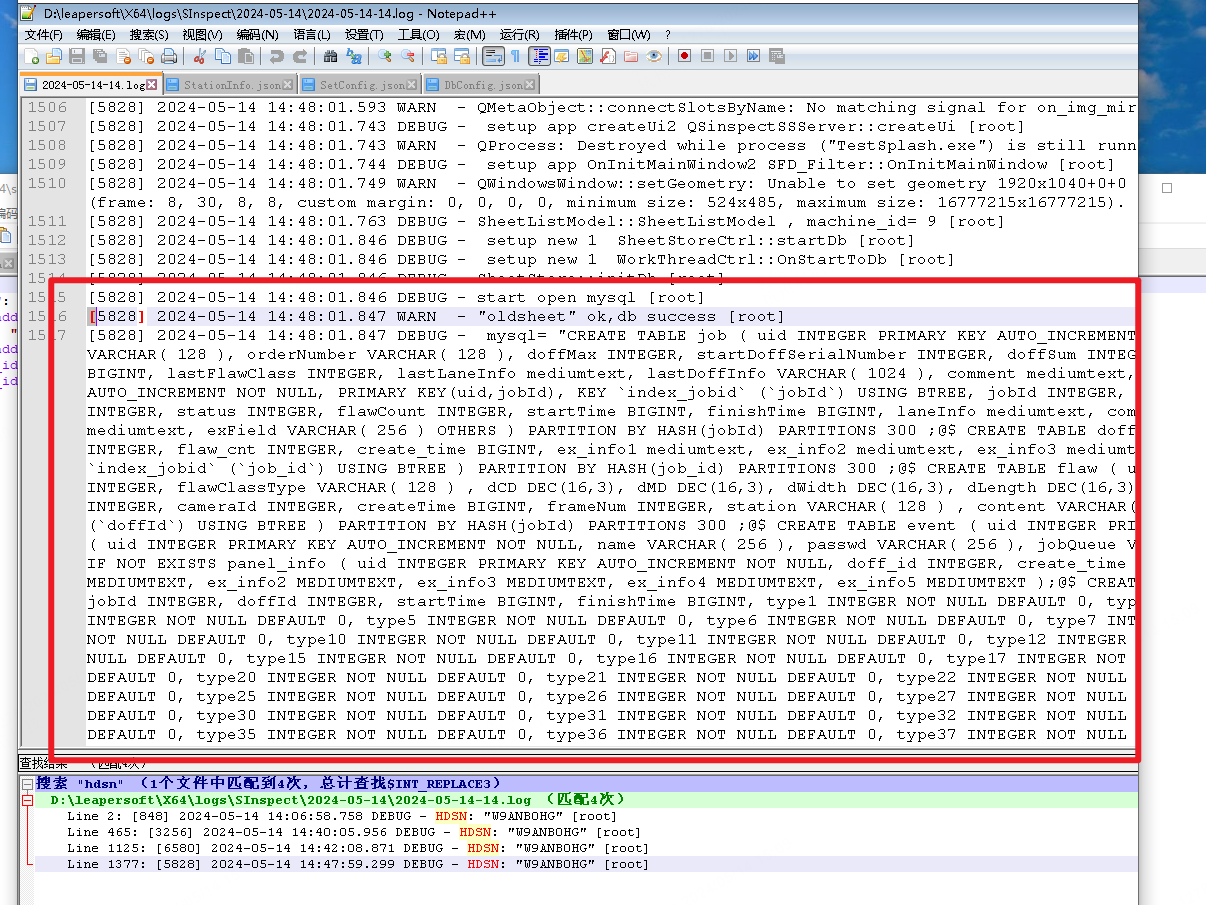 D:\leapersoft\X64\logs\SInspect\2024-05-14\2024-05-14-14.log - Notepad++
文件(F) 编辑(E) 搜索(S) 视图(V) 编码(N) 语言(L) 设置(T) 工具(O) 宏(M) 运行(R) 插件(P) 窗口(W) ?
2024-05-14-14.log StationInfo.json SetConfig.json DbConfig.json
1506 [5828] 2024-05-14 14:48:01.593 WARN - QMetaObject::connectSlotsByName: No matching signal for on_img_mir
1507 [5828] 2024-05-14 14:48:01.743 DEBUG - setup app createUi2 QSinspectSSServer::createUi [root]
1508 [5828] 2024-05-14 14:48:01.743 WARN - QProcess: Destroyed while process ("TestSplash.exe") is still runn
1509 [5828] 2024-05-14 14:48:01.744 DEBUG - setup app OnInitMainWindow2 SFD_Filter::OnInitMainWindow [root]
1510 [5828] 2024-05-14 14:48:01.749 WARN - QWindowsWindow::setGeometry: Unable to set geometry 1920x1040+0+0
(frame: 8, 30, 8, 8, custom margin: 0, 0, 0, 0, minimum size: 524x485, maximum size: 16777215x16777215).
1511 [5828] 2024-05-14 14:48:01.763 DEBUG - SheetListModel::SheetListModel , machine_id= 9 [root]
1512 [5828] 2024-05-14 14:48:01.846 DEBUG - setup new 1 SheetStoreCtrl::startDb [root]
1513 [5828] 2024-05-14 14:48:01.846 DEBUG - setup new 1 WorkThreadCtrl::OnStartToDb [root]
1514 [5828] 2024-05-14 14:48:01.846 DEBUG - SheetStore::initDb [root]
1515 [5828] 2024-05-14 14:48:01.846 DEBUG - start open mysql [root]
1516 [5828] 2024-05-14 14:48:01.847 WARN - "oldsheet" ok,db success [root]
1517 [5828] 2024-05-14 14:48:01.847 DEBUG - mysql= "CREATE TABLE job ( uid INTEGER PRIMARY KEY AUTO_INCREMENT
VARCHAR( 128 ), orderNumber VARCHAR( 128 ), doffMax INTEGER, startDoffSerialNumber INTEGER, doffSum INTEG
BIGINT, lastFlawClass INTEGER, lastLaneInfo mediumtext, lastDoffInfo VARCHAR( 1024 ), comment mediumtext,
AUTO_INCREMENT NOT NULL, PRIMARY KEY(uid,jobId), KEY `index_jobid` (`jobId`) USING BTREE, jobId INTEGER,
INTEGER, status INTEGER, flawCount INTEGER, startTime BIGINT, finishTime BIGINT, laneInfo mediumtext, com
mediumtext, exField VARCHAR( 256 ) OTHERS ) PARTITION BY HASH(jobId) PARTITIONS 300 ;@$ CREATE TABLE doff
INTEGER, flaw_cnt INTEGER, create_time BIGINT, ex_info1 mediumtext, ex_info2 mediumtext, ex_info3 mediumt
`index_jobid` (`job_id`) USING BTREE ) PARTITION BY HASH(job_id) PARTITIONS 300 ;@$ CREATE TABLE flaw ( u
INTEGER, flawClassType VARCHAR( 128 ) , dCD DEC(16,3), dMD DEC(16,3), dWidth DEC(16,3), dLength DEC(16,3)
INTEGER, cameraId INTEGER, createTime BIGINT, frameNum INTEGER, station VARCHAR( 128 ) , content VARCHAR(
(`doffId`) USING BTREE ) PARTITION BY HASH(jobId) PARTITIONS 300 ;@$ CREATE TABLE event ( uid INTEGER PRI
( uid INTEGER PRIMARY KEY AUTO_INCREMENT NOT NULL, name VARCHAR( 256 ), passwd VARCHAR( 256 ), jobQueue V
IF NOT EXISTS panel_info ( uid INTEGER PRIMARY KEY AUTO_INCREMENT NOT NULL, doff_id INTEGER, create_time
MEDIUMTEXT, ex_info2 MEDIUMTEXT, ex_info3 MEDIUMTEXT, ex_info4 MEDIUMTEXT, ex_info5 MEDIUMTEXT );@$ CREAT
jobId INTEGER, doffId INTEGER, startTime BIGINT, finishTime BIGINT, type1 INTEGER NOT NULL DEFAULT 0, typ
INTEGER NOT NULL DEFAULT 0, type5 INTEGER NOT NULL DEFAULT 0, type6 INTEGER NOT NULL DEFAULT 0, type7 INT
NOT NULL DEFAULT 0, type10 INTEGER NOT NULL DEFAULT 0, type11 INTEGER NOT NULL DEFAULT 0, type12 INTEGER
NULL DEFAULT 0, type15 INTEGER NOT NULL DEFAULT 0, type16 INTEGER NOT NULL DEFAULT 0, type17 INTEGER NOT
DEFAULT 0, type20 INTEGER NOT NULL DEFAULT 0, type21 INTEGER NOT NULL DEFAULT 0, type22 INTEGER NOT NULL
DEFAULT 0, type25 INTEGER NOT NULL DEFAULT 0, type26 INTEGER NOT NULL DEFAULT 0, type27 INTEGER NOT NULL
DEFAULT 0, type30 INTEGER NOT NULL DEFAULT 0, type31 INTEGER NOT NULL DEFAULT 0, type32 INTEGER NOT NULL
DEFAULT 0, type35 INTEGER NOT NULL DEFAULT 0, type36 INTEGER NOT NULL DEFAULT 0, type37 INTEGER NOT NULL
查找结果 - (匹配4次)
搜索 "hdsn" (1个文件中匹配到4次, 总计查找$INT_REPLACE3)
D:\leapersoft\X64\logs\SInspect\2024-05-14\2024-05-14-14.log (匹配4次)
Line 2: [848] 2024-05-14 14:06:58.758 DEBUG - HDSN: "W9ANBOHG" [root]
Line 465: [3256] 2024-05-14 14:40:05.956 DEBUG - HDSN: "W9ANBOHG" [root]
Line 1125: [6580] 2024-05-14 14:42:08.871 DEBUG - HDSN: "W9ANBOHG" [root]
Line 1377: [5828] 2024-05-14 14:47:59.299 DEBUG - HDSN: "W9ANBOHG" [root]